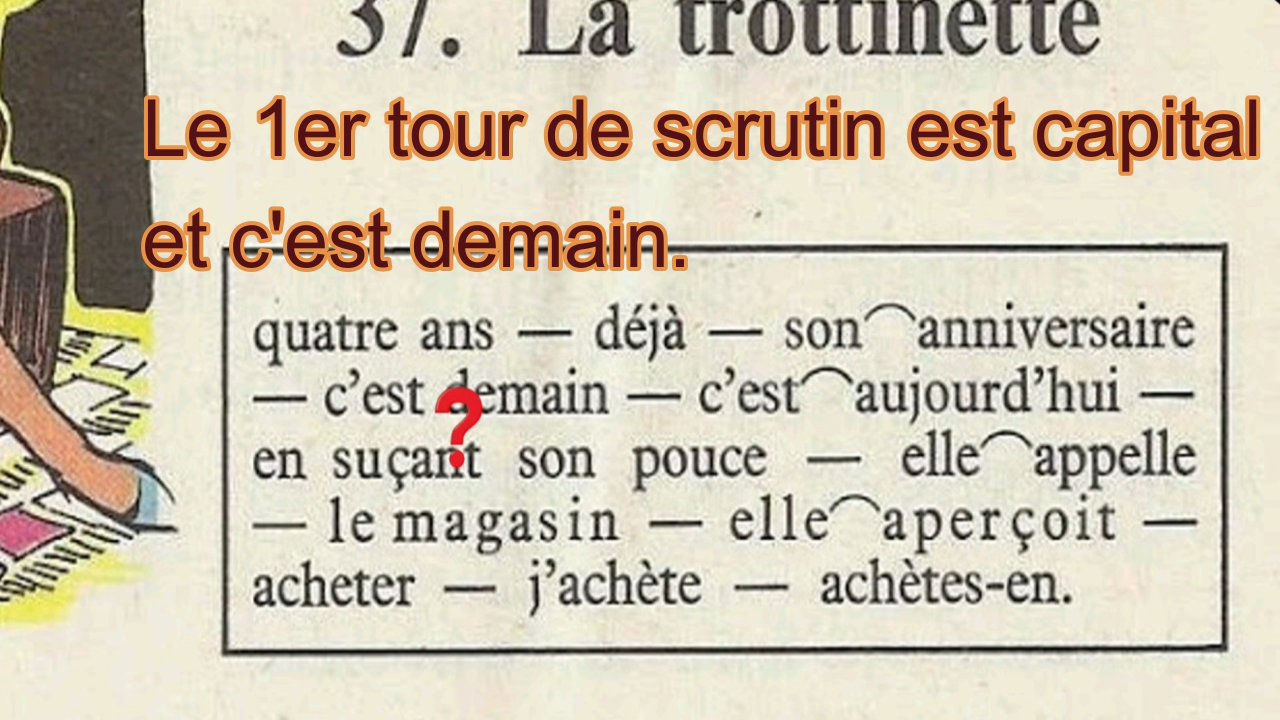 37. La trottinette
Le 1er tour de scrutin est capital
et c'est demain.
quatre ans — déjà — son‿anniversaire
— c'est demain — c'est‿aujourd'hui —
?
en suçant son pouce — elle‿appelle
— le magasin — elle‿aperçoit —
acheter — j'achète — achètes-en.